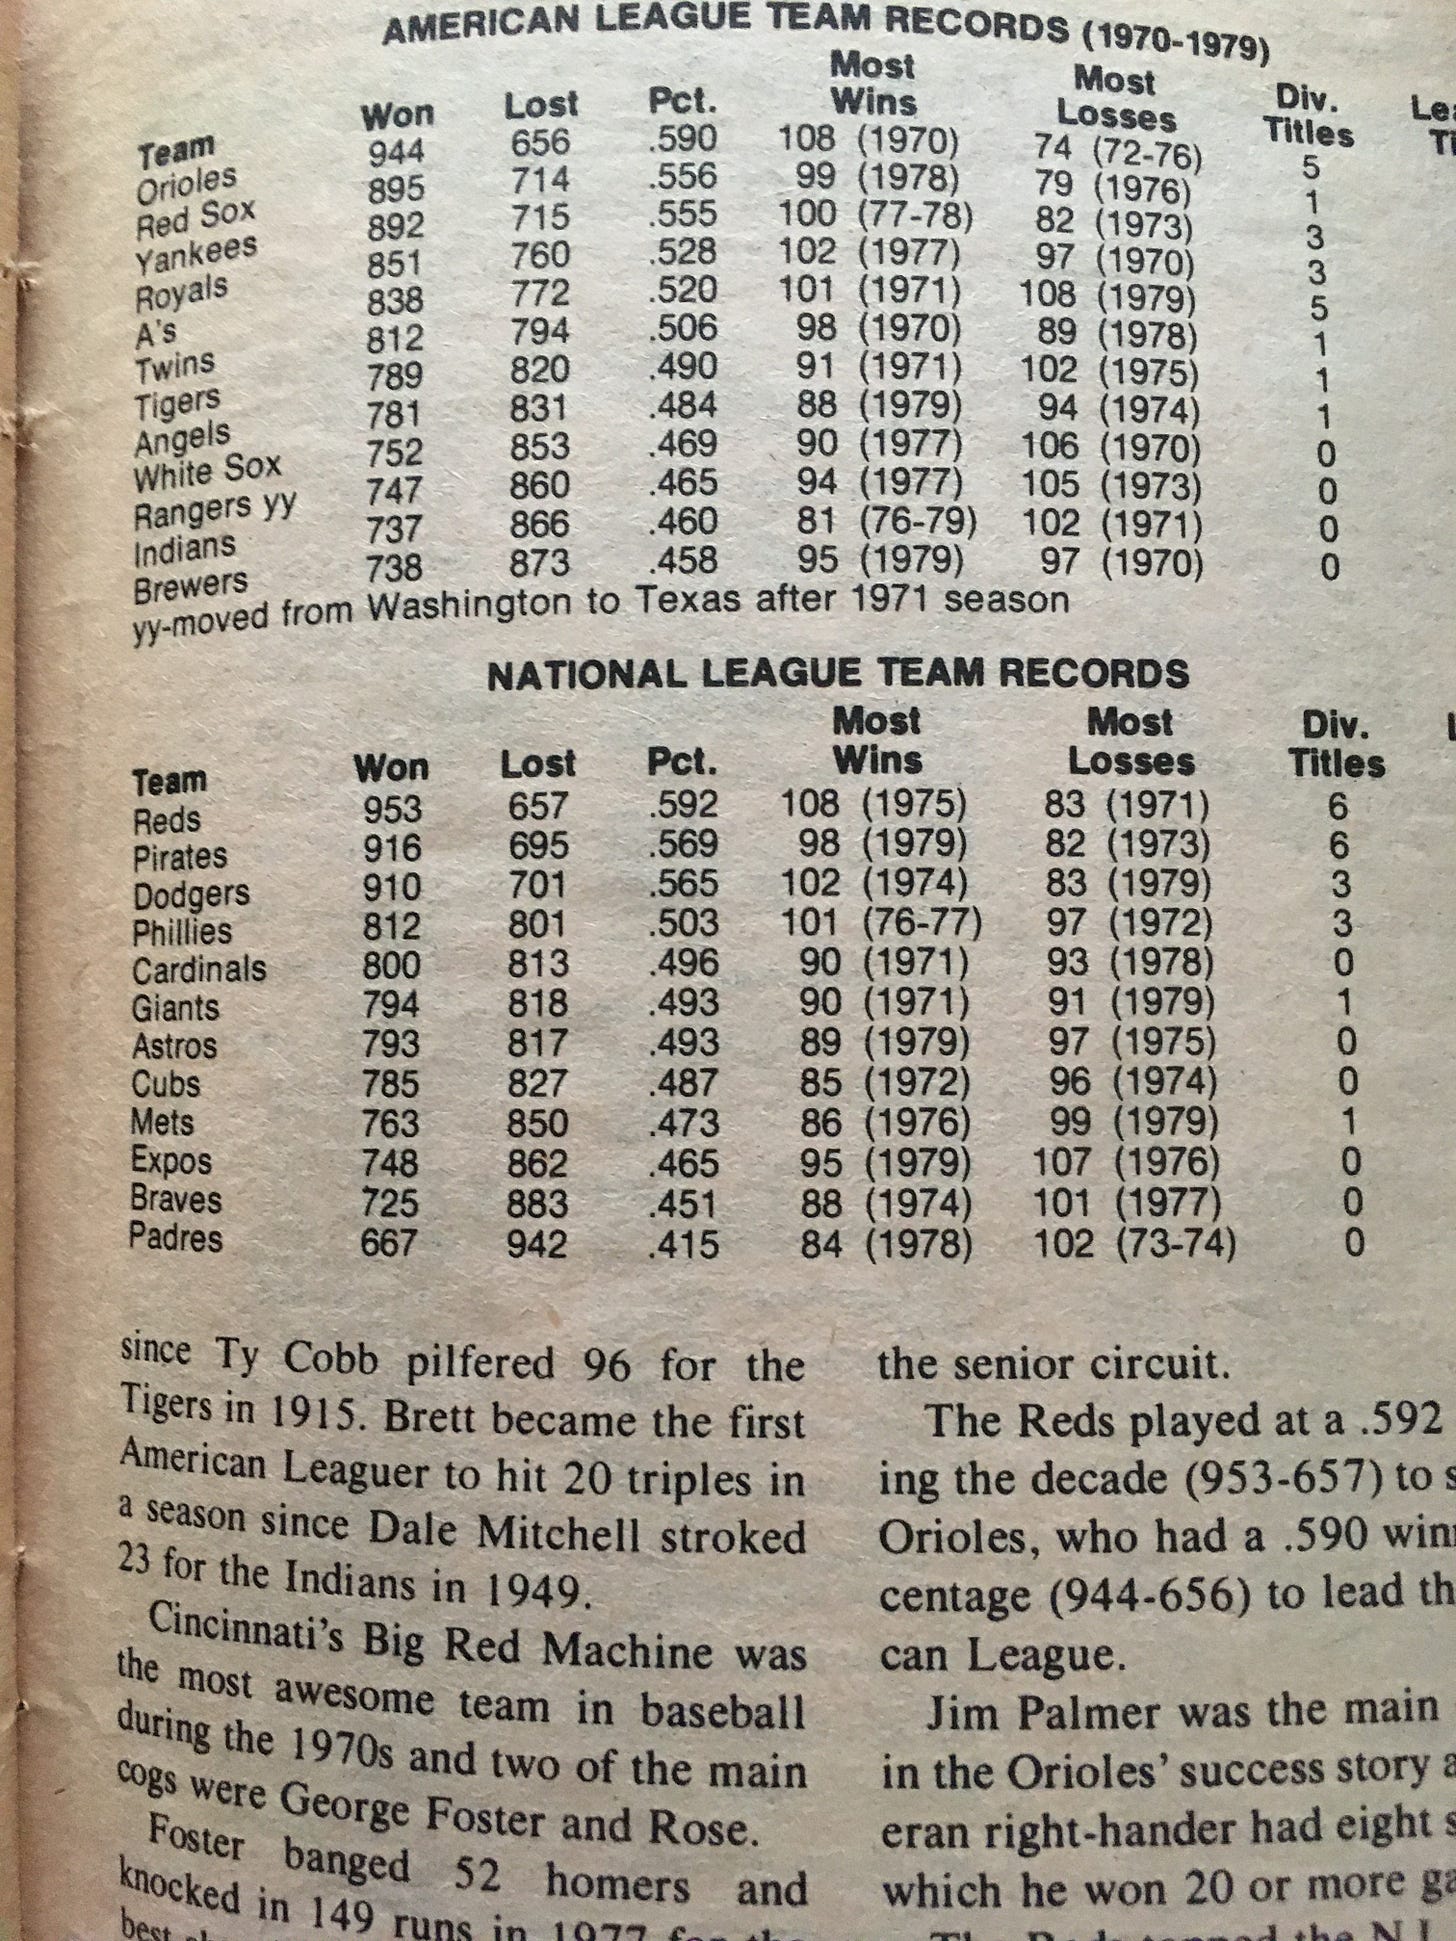 AMERICAN LEAGUE TEAM RECORDS (1970-1979)
Team Won Lost Pct. Most Wins Most Losses Div. Titles
Orioles 944 656 .590 108 (1970) 74 (72-76) 5
Red Sox 895 714 .556 99 (1978) 79 (1976) 1
Yankees 892 715 .555 100 (77-78) 82 (1973) 3
Royals 851 760 .528 102 (1977) 97 (1970) 3
A's 838 772 .520 101 (1971) 108 (1979) 5
Twins 812 794 .506 98 (1970) 89 (1978) 1
Tigers 789 820 .490 91 (1971) 102 (1975) 1
Angels 781 831 .484 88 (1979) 94 (1974) 1
White Sox 752 853 .469 90 (1977) 106 (1970) 0
Rangers yy 747 860 .465 94 (1977) 105 (1973) 0
Indians 737 866 .460 81 (76-79) 102 (1971) 0
Brewers 738 873 .458 95 (1979) 97 (1970) 0
yy-moved from Washington to Texas after 1971 season
NATIONAL LEAGUE TEAM RECORDS
Team Won Lost Pct. Most Wins Most Losses Div. Titles
Reds 953 657 .592 108 (1975) 83 (1971) 6
Pirates 916 695 .569 98 (1979) 82 (1973) 6
Dodgers 910 701 .565 102 (1974) 83 (1979) 3
Phillies 812 801 .503 101 (76-77) 97 (1972) 3
Cardinals 800 813 .496 90 (1971) 93 (1978) 0
Giants 794 818 .493 90 (1971) 91 (1979) 1
Astros 793 817 .493 89 (1979) 97 (1975) 0
Cubs 785 827 .487 85 (1972) 96 (1974) 0
Mets 763 850 .473 86 (1976) 99 (1979) 1
Expos 748 862 .465 95 (1979) 107 (1976) 0
Braves 725 883 .451 88 (1974) 101 (1977) 0
Padres 667 942 .415 84 (1978) 102 (73-74) 0
since Ty Cobb pilfered 96 for the
Tigers in 1915. Brett became the first
American Leaguer to hit 20 triples in
a season since Dale Mitchell stroked
23 for the Indians in 1949.
Cincinnati's Big Red Machine was
the most awesome team in baseball
during the 1970s and two of the main
cogs were George Foster and Rose.
Foster banged 52 homers and
knocked in 149 runs in 1977 for the
best
the senior circuit.
The Reds played at a .592
ing the decade (953-657) to
Orioles, who had a .590
centage (944-656) to lead
can League.
Jim Palmer was the main
in the Orioles' success story
eran right-hander had eight
which he won 20 or more
The Reds topped the N.L.